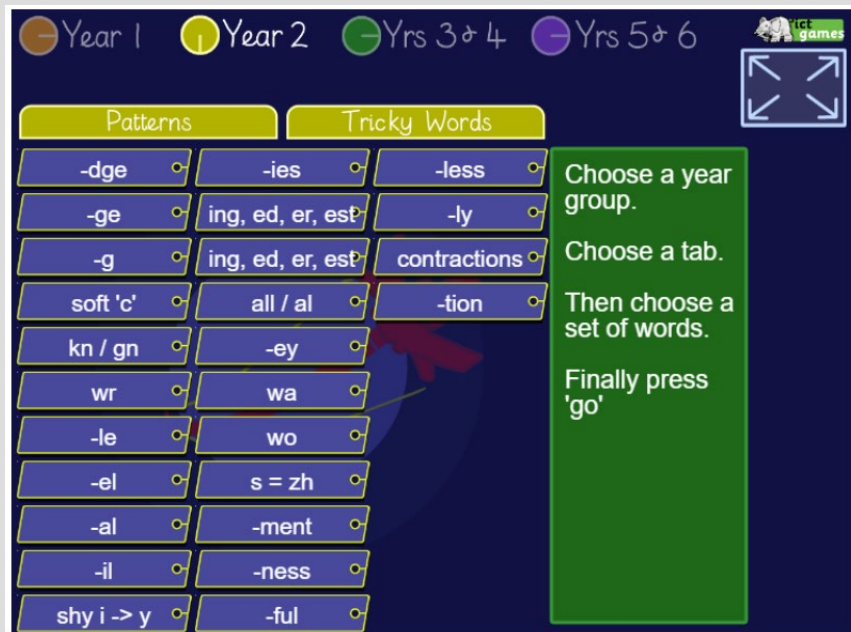 Year 1
Year 2
Yrs 3 & 4
Yrs 5 & 6
ict
games
Patterns
Tricky Words
-dge
-ies
-less
-ge
ing, ed, er, est
-ly
-g
ing, ed, er, est
contractions
soft 'c'
all / al
-tion
kn / gn
-ey
wr
wa
-le
wo
-el
s = zh
-al
-ment
-il
-ness
shy i -> y
-ful
Choose a year
group.
Choose a tab.
Then choose a
set of words.
Finally press
'go'